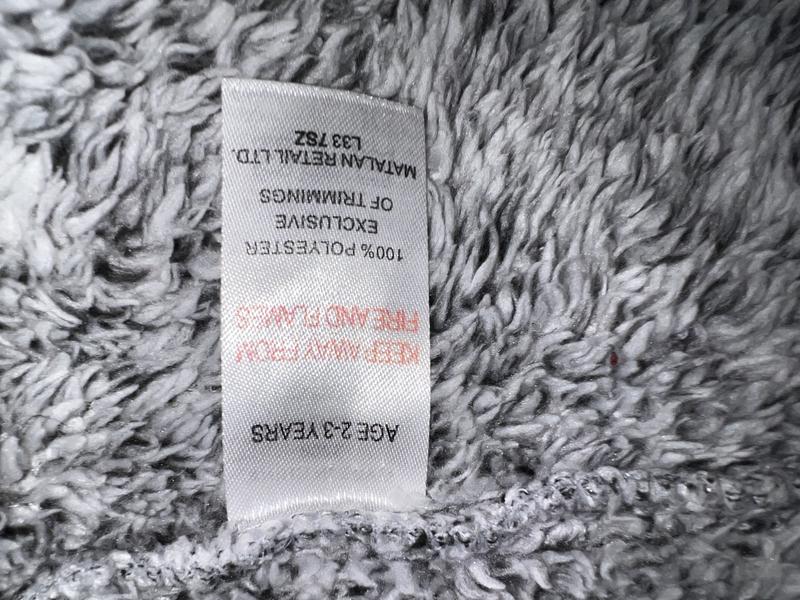 AGE 2-3 YEARS
KEEP AWAY FROM
FIRE AND FLAMES
100% POLYESTER
EXCLUSIVE
OF TRIMMINGS
MATALAN RETAIL LTD.
L33 7SZ